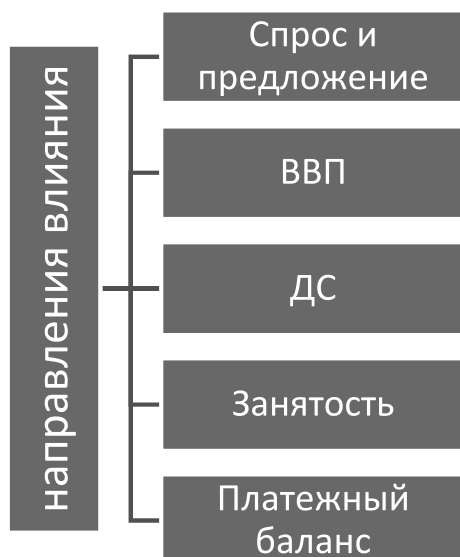 направления влияния
Спрос и
предложение
ВВП
ДС
Занятость
Платежный
баланс